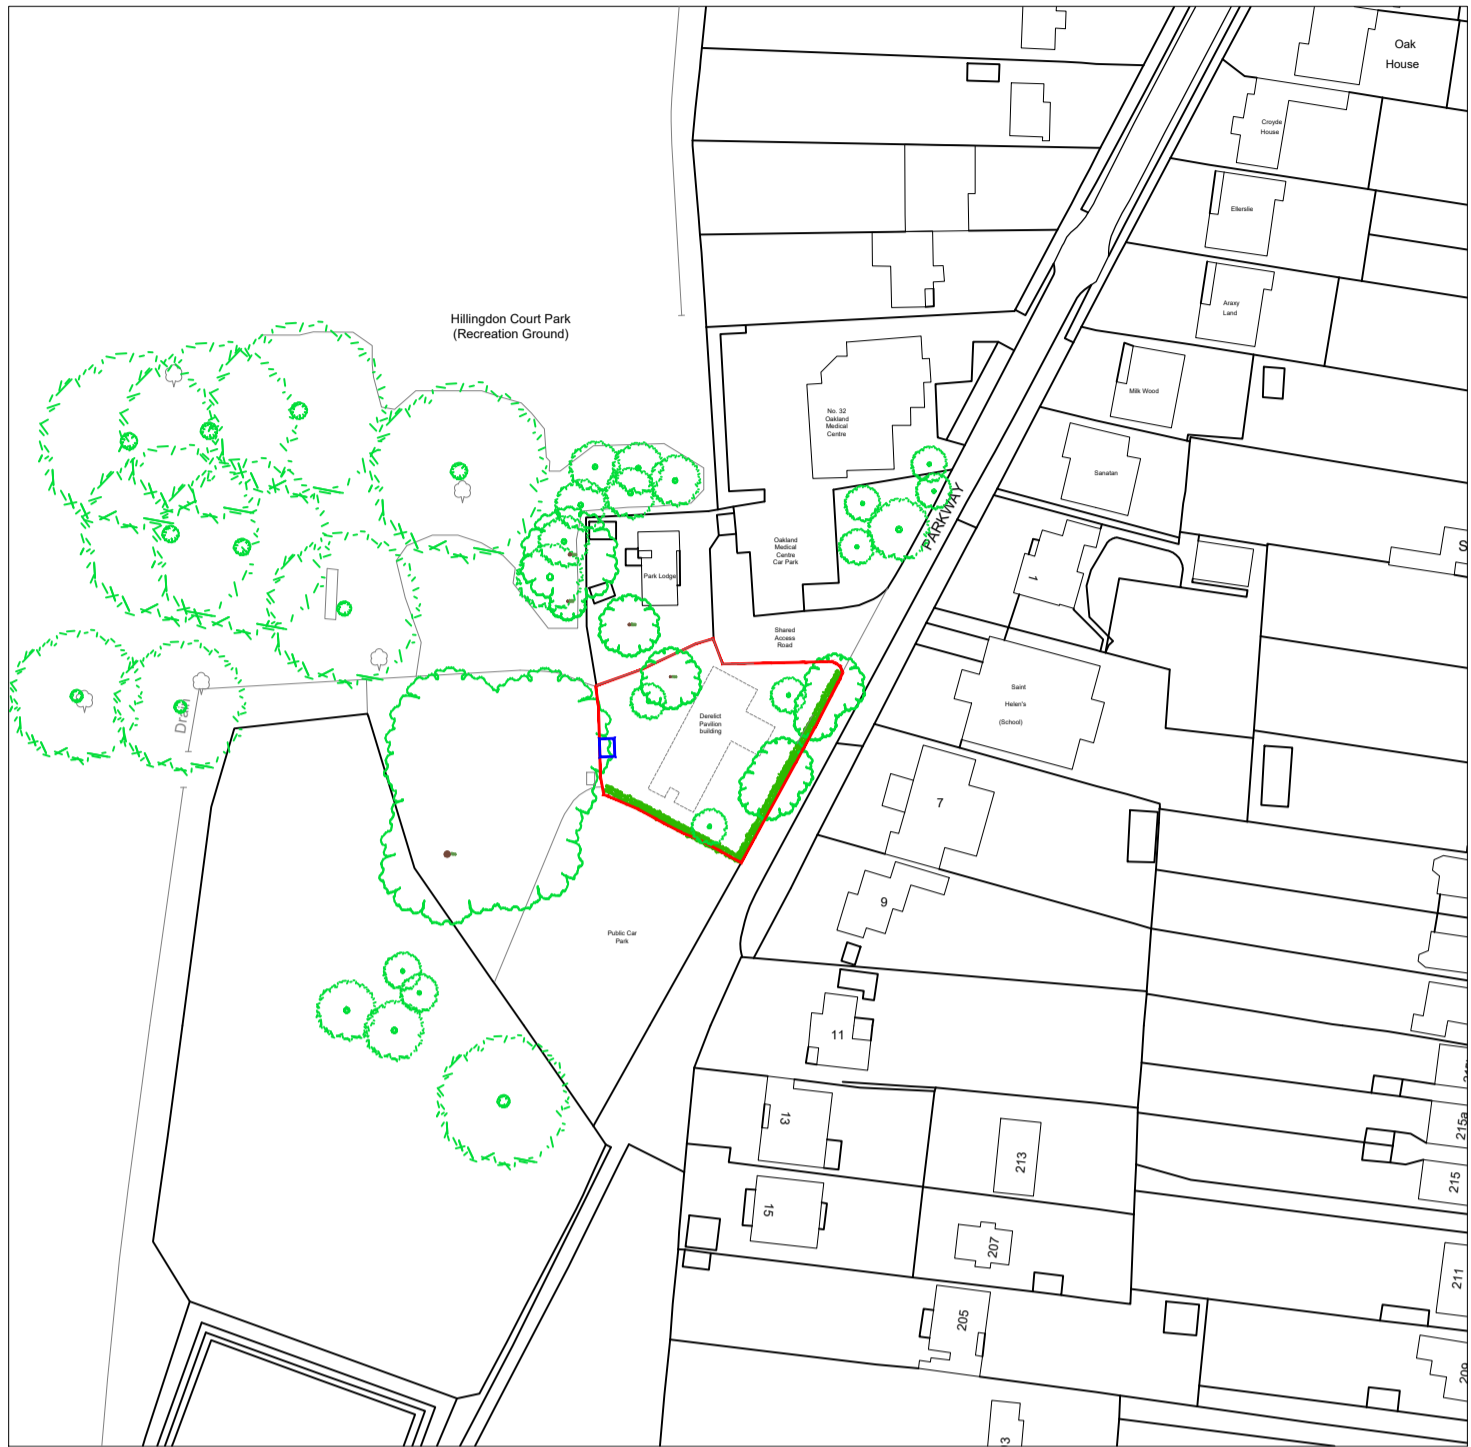 Oak
House
Croyde
House
Ellerslie
Araxy
Land
Hillingdon Court Park
(Recreation Ground)
Milk Wood
No. 32
Oakland
Medical
Centre
Sanatan
PARKWAY
Oakland
Medical
Centre
Car Park
Park Lodge
1
Shared
Access
Road
Saint
Helen's
(School)
Drain
Derelict
Pavilion
building
7
9
Public Car
Park
11
13
213
215a
215
15
207
211
205
209